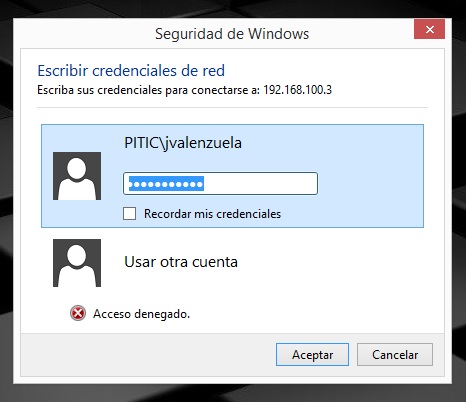 Seguridad de Windows
Escribir credenciales de red
Escriba sus credenciales para conectarse a: 192.168.100.3
PITIC\jvalenzuela
•••••••••••
Recordar mis credenciales
Usar otra cuenta
Acceso denegado.
Aceptar
Cancelar